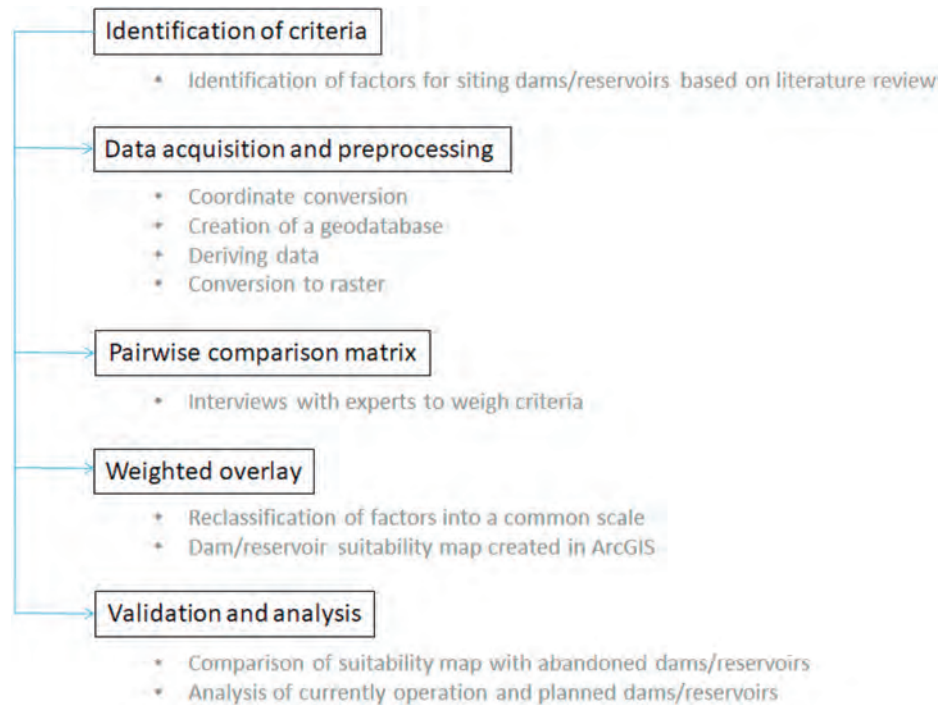 Identification of criteria
• Identification of factors for siting dams/reservoirs based on literature review
Data acquisition and preprocessing
• Coordinate conversion
• Creation of a geodatabase
• Deriving data
• Conversion to raster
Pairwise comparison matrix
• Interviews with experts to weigh criteria
Weighted overlay
• Reclassification of factors into a common scale
• Dam/reservoir suitability map created in ArcGIS
Validation and analysis
• Comparison of suitability map with abandoned dams/reservoirs
• Analysis of currently operation and planned dams/reservoirs